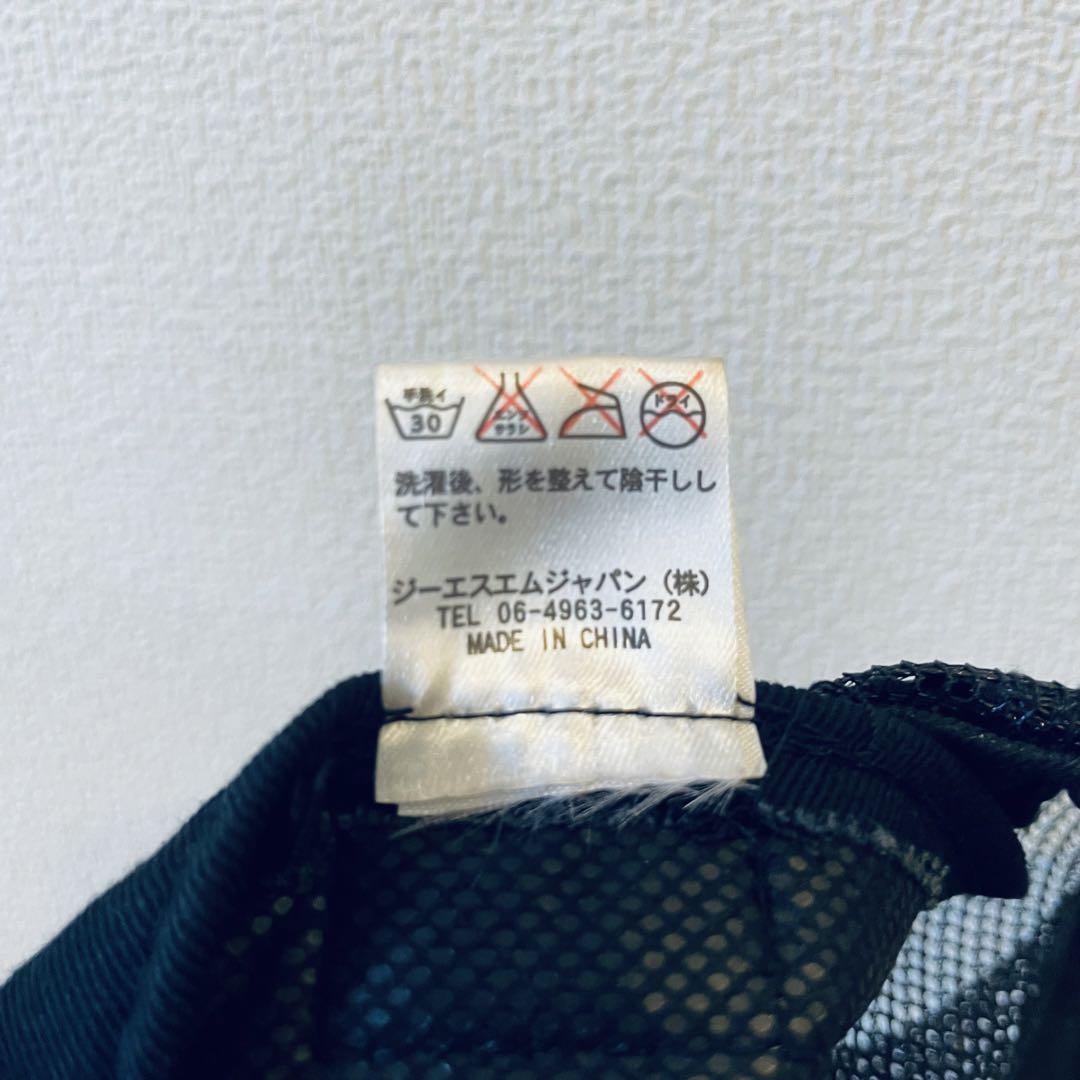 手洗イ
30
エンソ
サラシ
ドライ
洗濯後、形を整えて陰干しし
て下さい。
ジーエスエムジャパン（株）
TEL 06-4963-6172
MADE IN CHINA